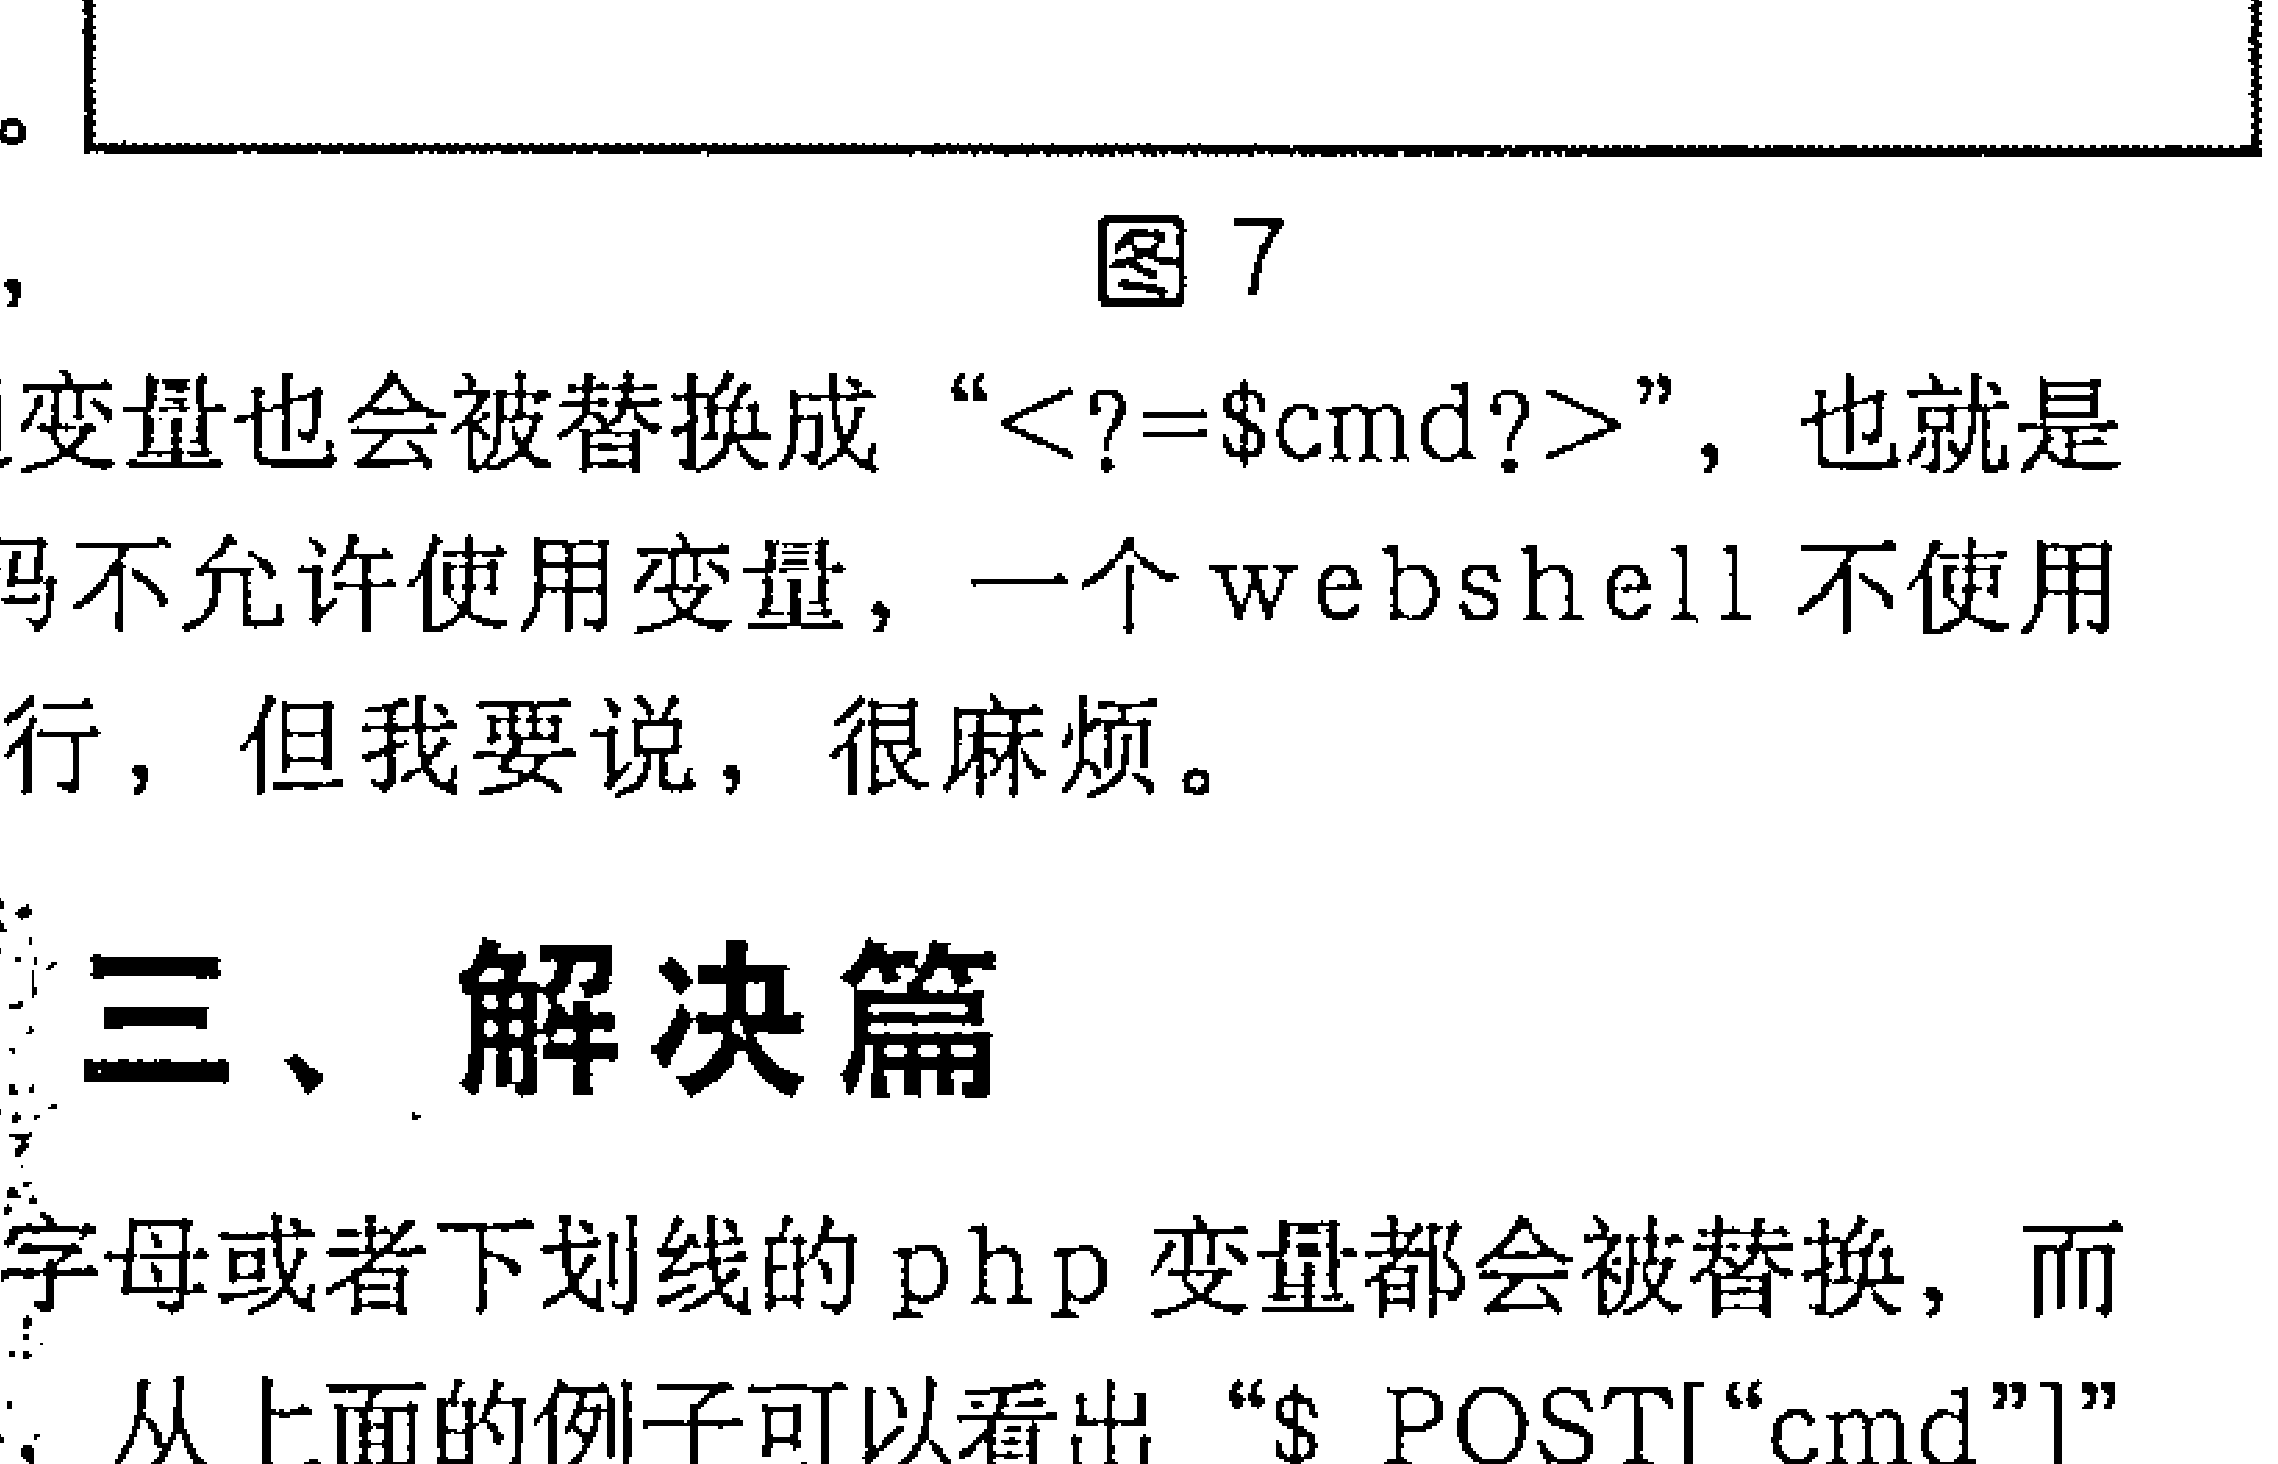 。
，
图 7
变量也会被替换成 “<?=$cmd?>”，也就是
码不允许使用变量，一个 webshell 不使用
行，但我要说，很麻烦。
三、解决篇
字母或者下划线的 php 变量都会被替换，而
，从上面的例子可以看出 “$_POST[“cmd”]”